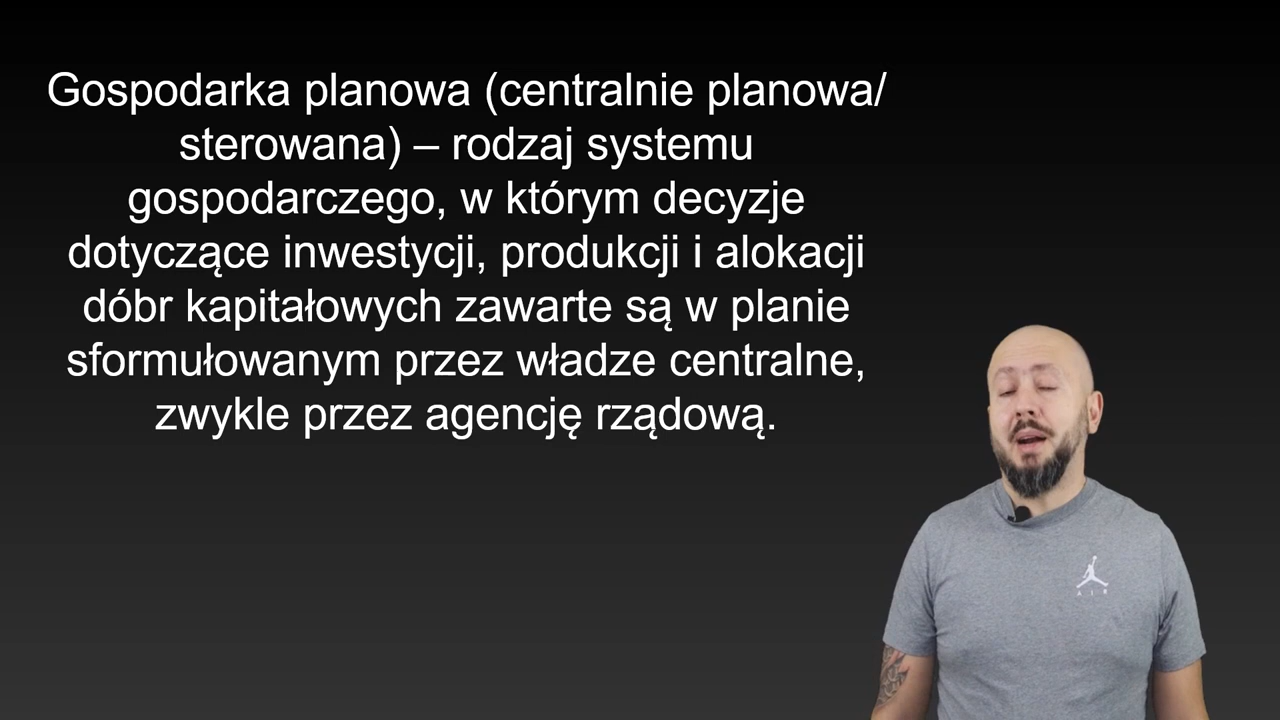 Gospodarka planowa (centralnie planowa/
sterowana) – rodzaj systemu
gospodarczego, w którym decyzje
dotyczące inwestycji, produkcji i alokacji
dóbr kapitałowych zawarte są w planie
sformułowanym przez władze centralne,
zwykle przez agencję rządową.
AIR